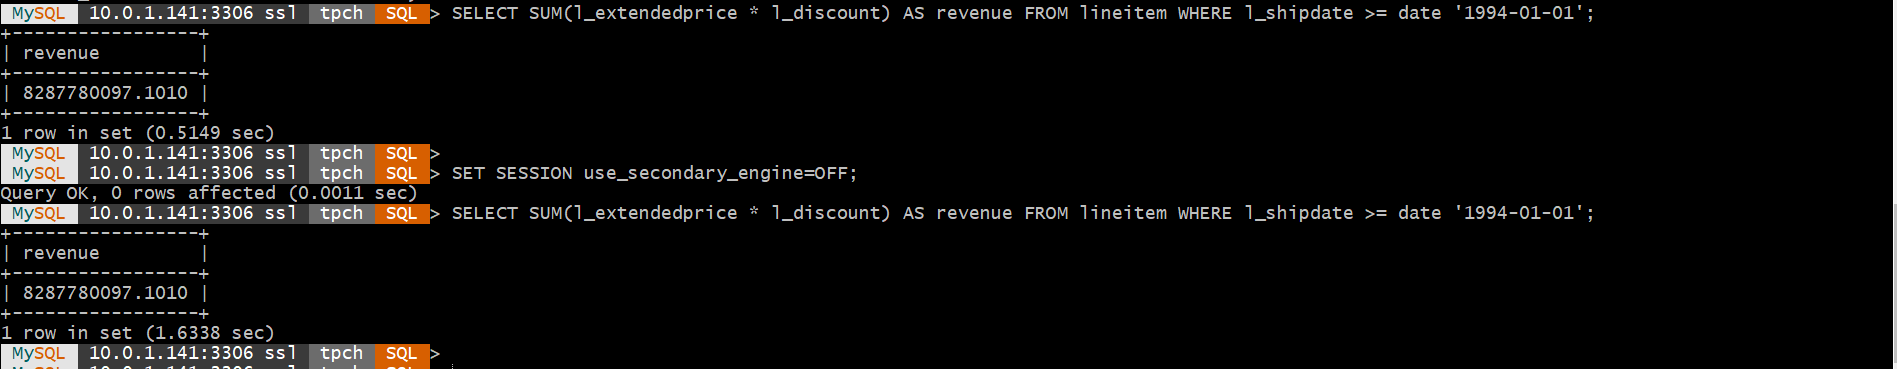 MySQL 10.0.1.141:3306 ssl tpch SQL > SELECT SUM(l_extendedprice * l_discount) AS revenue FROM lineitem WHERE l_shipdate >= date '1994-01-01';
+-----------------+
| revenue         |
+-----------------+
| 8287780097.1010 |
+-----------------+
1 row in set (0.5149 sec)
MySQL 10.0.1.141:3306 ssl tpch SQL >
MySQL 10.0.1.141:3306 ssl tpch SQL > SET SESSION use_secondary_engine=OFF;
Query OK, 0 rows affected (0.0011 sec)
MySQL 10.0.1.141:3306 ssl tpch SQL > SELECT SUM(l_extendedprice * l_discount) AS revenue FROM lineitem WHERE l_shipdate >= date '1994-01-01';
+-----------------+
| revenue         |
+-----------------+
| 8287780097.1010 |
+-----------------+
1 row in set (1.6338 sec)
MySQL 10.0.1.141:3306 ssl tpch SQL >